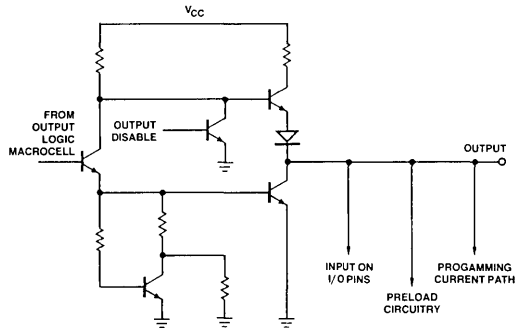 VCC
FROM
OUTPUT
LOGIC
MACROCELL
OUTPUT
DISABLE
OUTPUT
INPUT ON
I/O PINS
PRELOAD
CIRCUITRY
PROGAMMING
CURRENT PATH